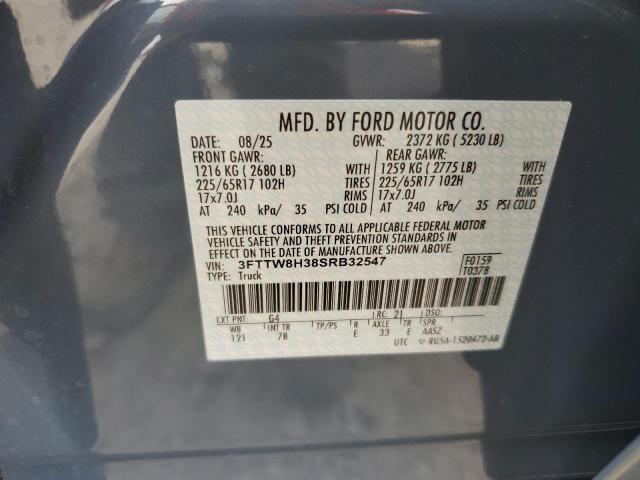 MFD. BY FORD MOTOR CO.
DATE: 08/25 GVWR: 2372 KG ( 5230 LB)
FRONT GAWR: REAR GAWR:
1216 KG ( 2680 LB) WITH 1259 KG ( 2775 LB) WITH
225/65R17 102H TIRES 225/65R17 102H TIRES
17x7.0J RIMS 17x7.0J RIMS
AT 240 kPa/ 35 PSI COLD AT 240 kPa/ 35 PSI COLD
THIS VEHICLE CONFORMS TO ALL APPLICABLE FEDERAL MOTOR
VEHICLE SAFETY AND THEFT PREVENTION STANDARDS IN
EFFECT ON THE DATE OF MANUFACTURE SHOWN ABOVE.
VIN: 3FTTW8H38SRB32547 F0159
TYPE: Truck T0378
EXT PNT: G4 RC: 21 DSO:
WB INT TR TP/PS R AXLE TR SPR
121 7B E 33 E AASZ
UTC RU5A-1520472-AB